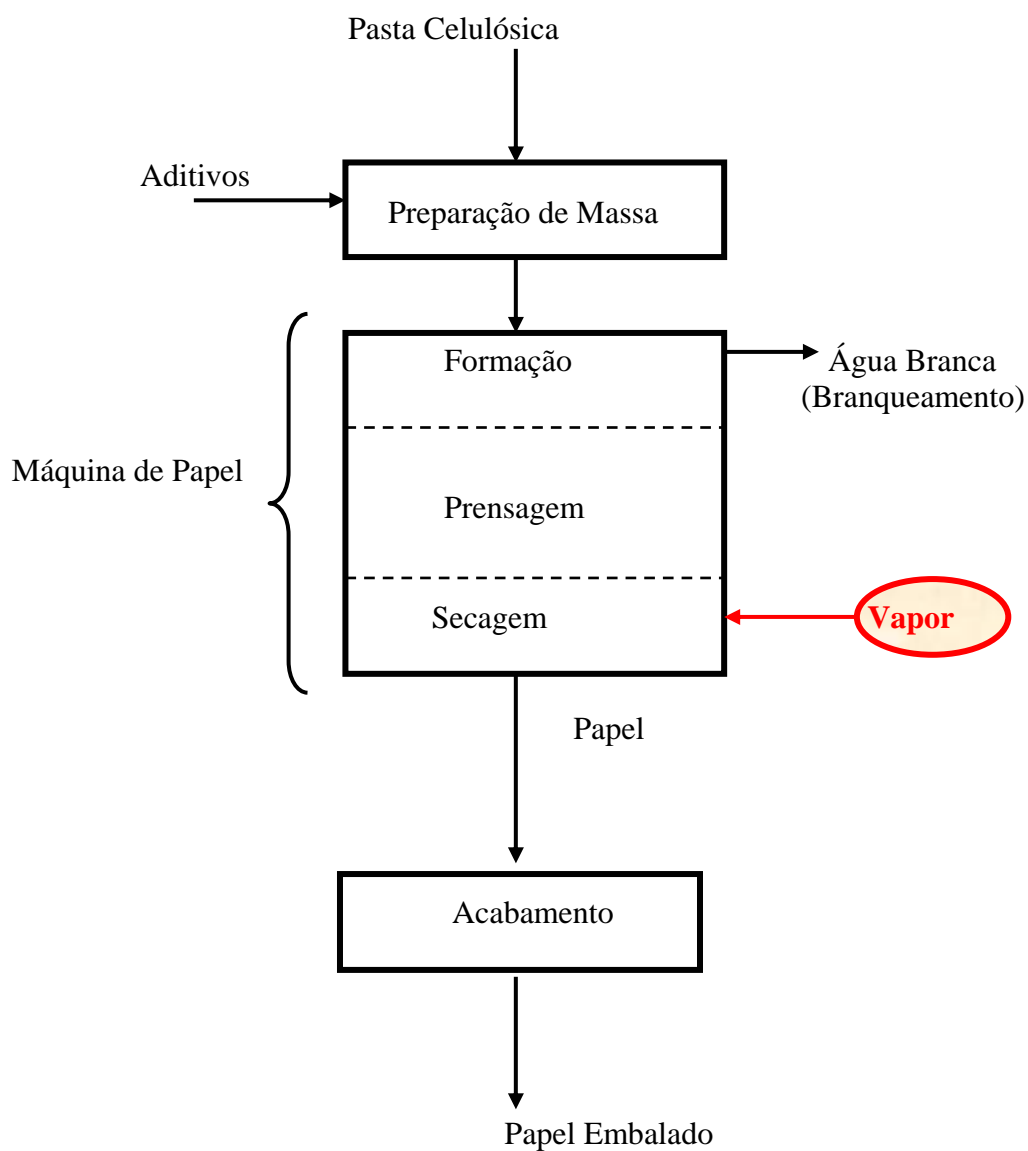 Pasta Celulósica
Aditivos
Preparação de Massa
Formação
Água Branca
(Branqueamento)
Máquina de Papel
Prensagem
Secagem
Vapor
Papel
Acabamento
Papel Embalado